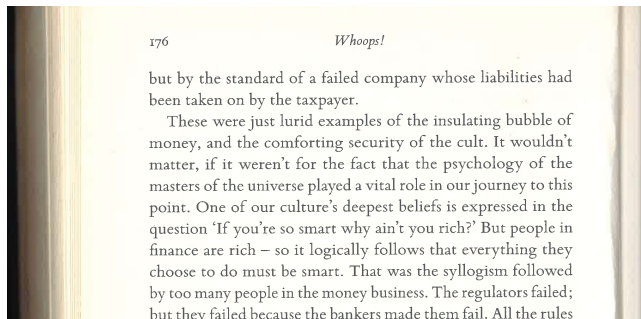 176 Whoops!
but by the standard of a failed company whose liabilities had
been taken on by the taxpayer.
These were just lurid examples of the insulating bubble of
money, and the comforting security of the cult. It wouldn't
matter, if it weren't for the fact that the psychology of the
masters of the universe played a vital role in our journey to this
point. One of our culture's deepest beliefs is expressed in the
question 'If you're so smart why ain't you rich?' But people in
finance are rich – so it logically follows that everything they
choose to do must be smart. That was the syllogism followed
by too many people in the money business. The regulators failed;
but they failed because the bankers made them fail. All the rules